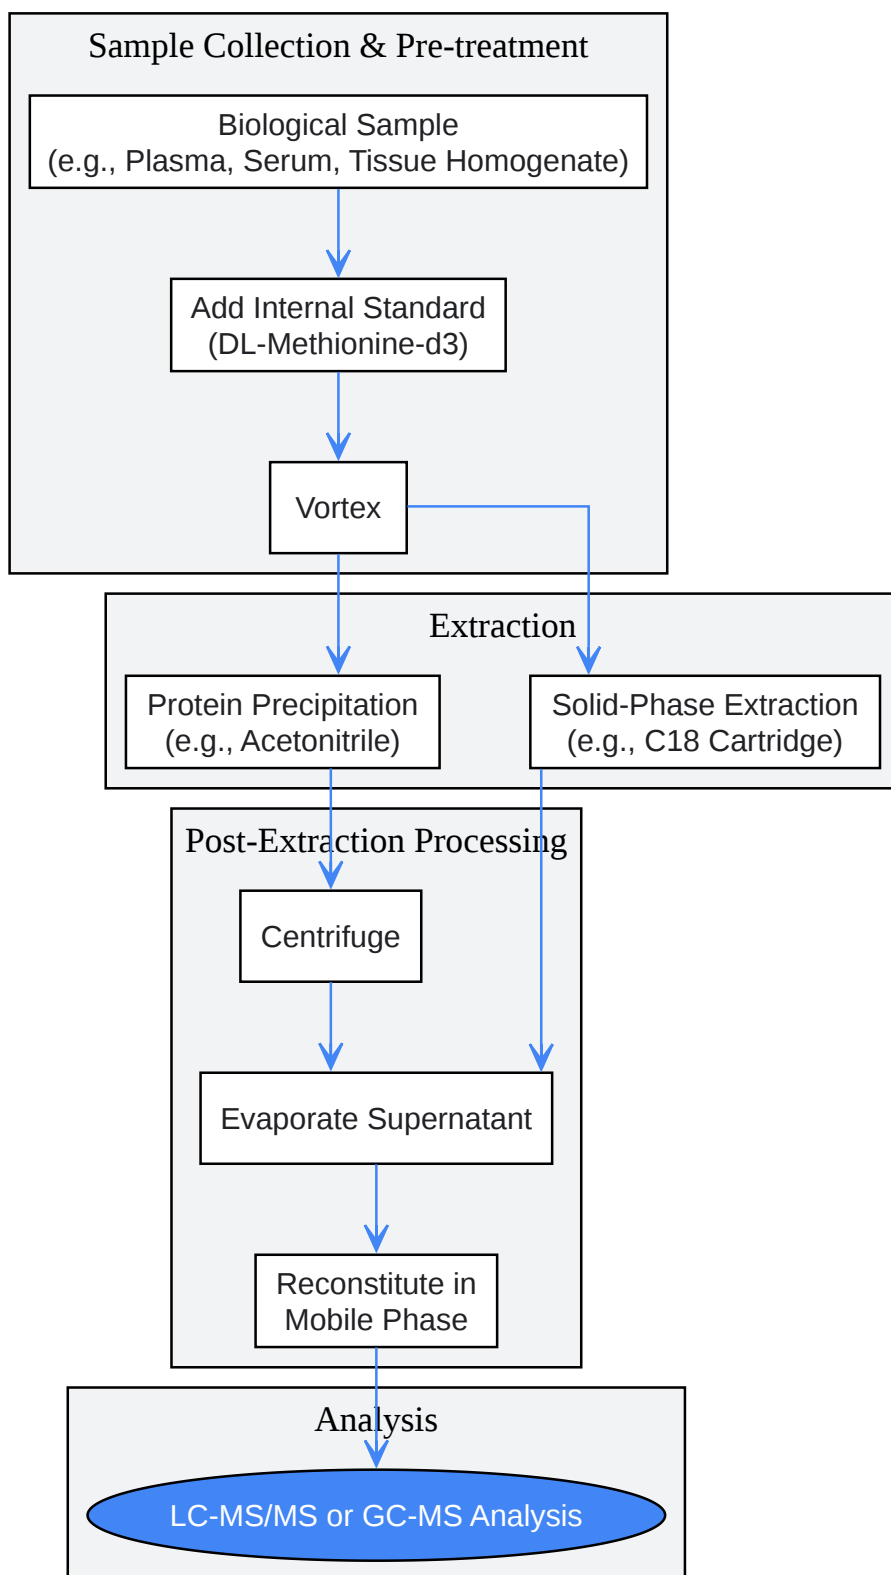 Sample Collection & Pre-treatment
Biological Sample
(e.g., Plasma, Serum, Tissue Homogenate)
Add Internal Standard
(DL-Methionine-d3)
Vortex
Extraction
Protein Precipitation
(e.g., Acetonitrile)
Solid-Phase Extraction
(e.g., C18 Cartridge)
Post-Extraction Processing
Centrifuge
Evaporate Supernatant
Reconstitute in
Mobile Phase
Analysis
LC-MS/MS or GC-MS Analysis